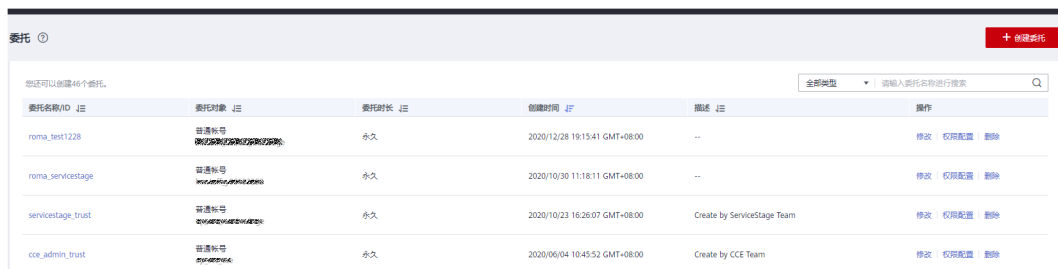 委托
+ 创建委托
您还可以创建46个委托。
全部类型 请输入委托名称进行搜索
委托名称/ID 委托对象 委托时长 创建时间 描述 操作
roma_test1228 普通帐号 永久 2020/12/28 19:15:41 GMT+08:00 -- 修改 权限配置 删除
roma_servicestage 普通帐号 永久 2020/10/30 11:18:11 GMT+08:00 -- 修改 权限配置 删除
servicestage_trust 普通帐号 永久 2020/10/23 16:26:07 GMT+08:00 Create by ServiceStage Team 修改 权限配置 删除
cce_admin_trust 普通帐号 永久 2020/06/04 10:45:52 GMT+08:00 Create by CCE Team 修改 权限配置 删除